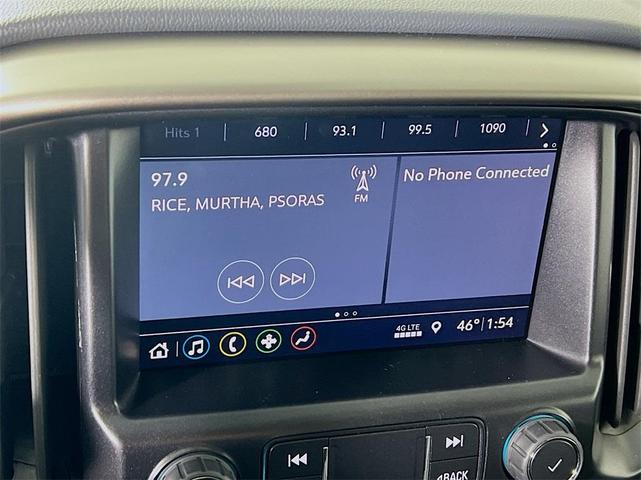 Hits 1 680 93.1 99.5 1090
97.9
FM
RICE, MURTHA, PSORAS
No Phone Connected
4G LTE 46° 1:54
BACK